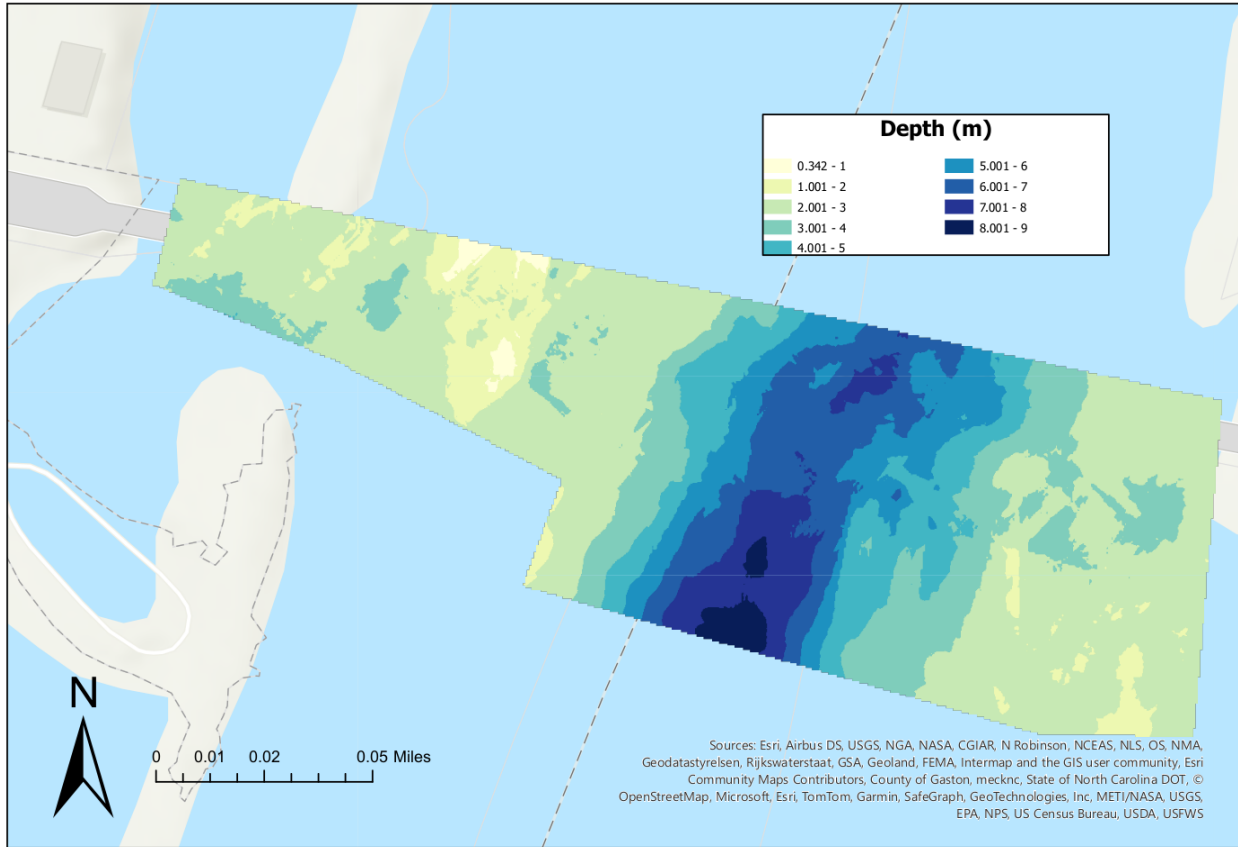 Depth (m)
0.342 - 1
1.001 - 2
2.001 - 3
3.001 - 4
4.001 - 5
5.001 - 6
6.001 - 7
7.001 - 8
8.001 - 9
N
0 0.01 0.02 0.05 Miles
Sources: Esri, Airbus DS, USGS, NGA, NASA, CGIAR, N Robinson, NCEAS, NLS, OS, NMA,
Geodatastyrelsen, Rijkswaterstaat, GSA, Geoland, FEMA, Intermap and the GIS user community, Esri
Community Maps Contributors, County of Gaston, mecknc, State of North Carolina DOT, ©
OpenStreetMap, Microsoft, Esri, TomTom, Garmin, SafeGraph, GeoTechnologies, Inc, METI/NASA, USGS,
EPA, NPS, US Census Bureau, USDA, USFWS